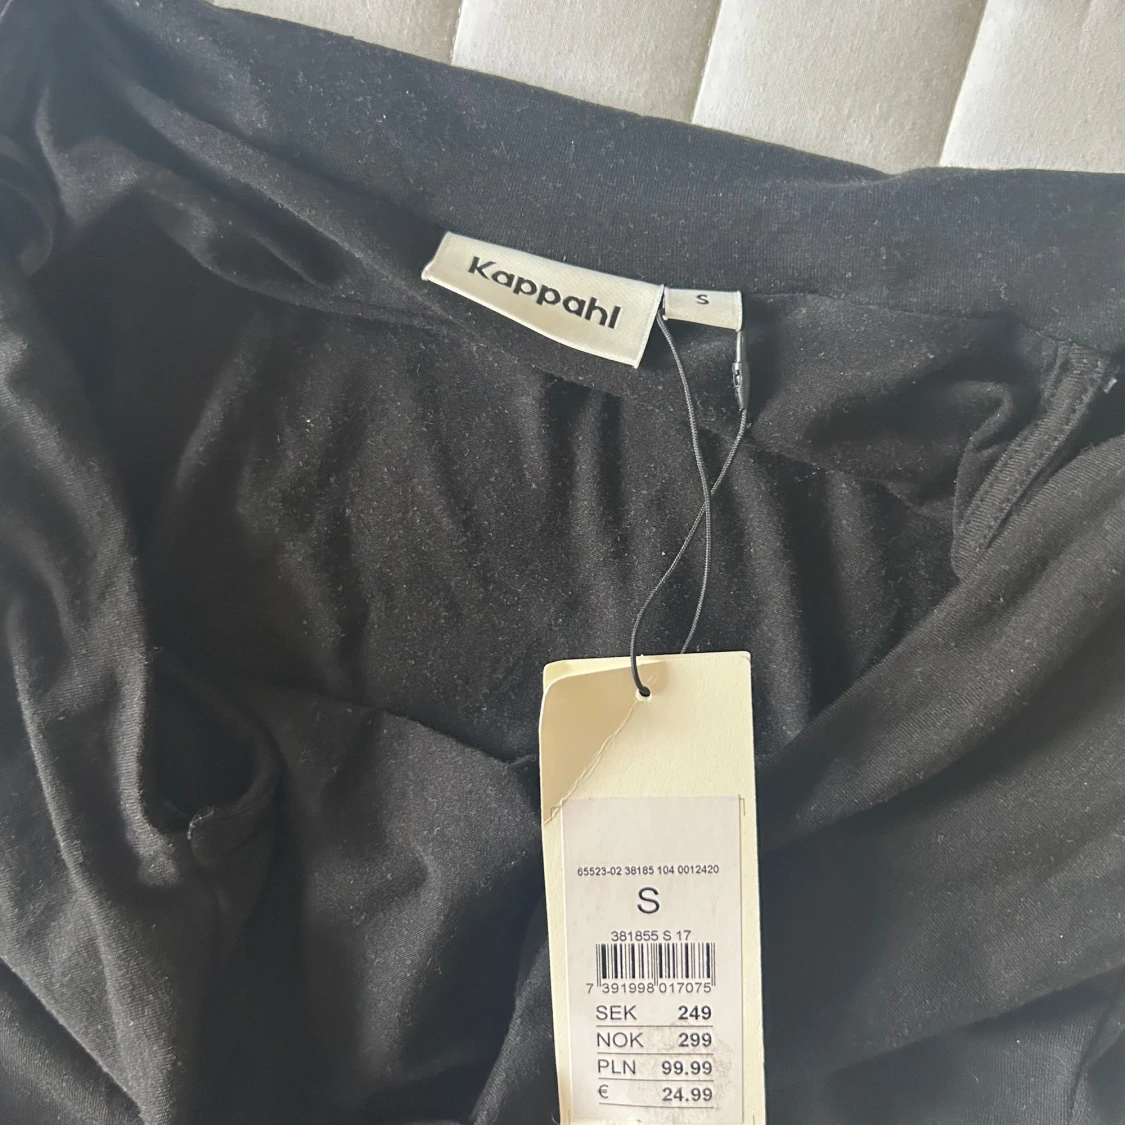 Kappahl
S
65523-02 38185 104 0012420
S
381855 S 17
7 391998 017075
SEK 249
NOK 299
PLN 99.99
€ 24.99